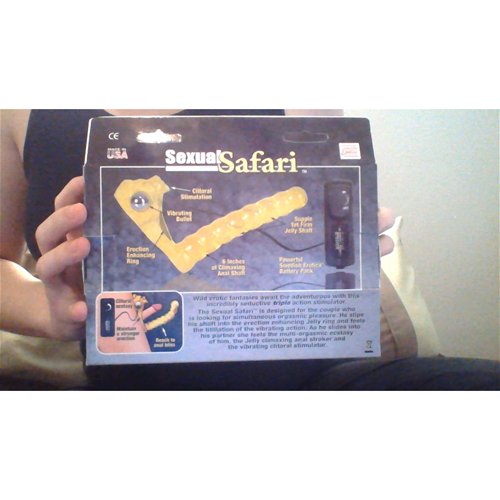 CE
MADE IN
USA
Sexual Safari™
Clitoral
Stimulation
Vibrating
Bullet
Erection
Enhancing
Ring
6 Inches
of Climaxing
Anal Shaft
Supple
Yet Firm
Jelly Shaft
Powerful
Battery Pack
Clitoral
ecstasy
Maintain
a stronger
erection
Beads to
anal bliss
Wild erotic fantasies await the adventurous with this
incredibly seductive triple action stimulator.
The Sexual Safari™ is designed for the couple who
is looking for simultaneous orgasmic pleasure. He slips
his shaft into the erection enhancing Jelly ring and feels
the titillation of the vibrating action. As he slides into
his partner she feels the multi-orgasmic ecstasy
of him, the Jelly climaxing anal stroker and
the vibrating clitoral stimulator.